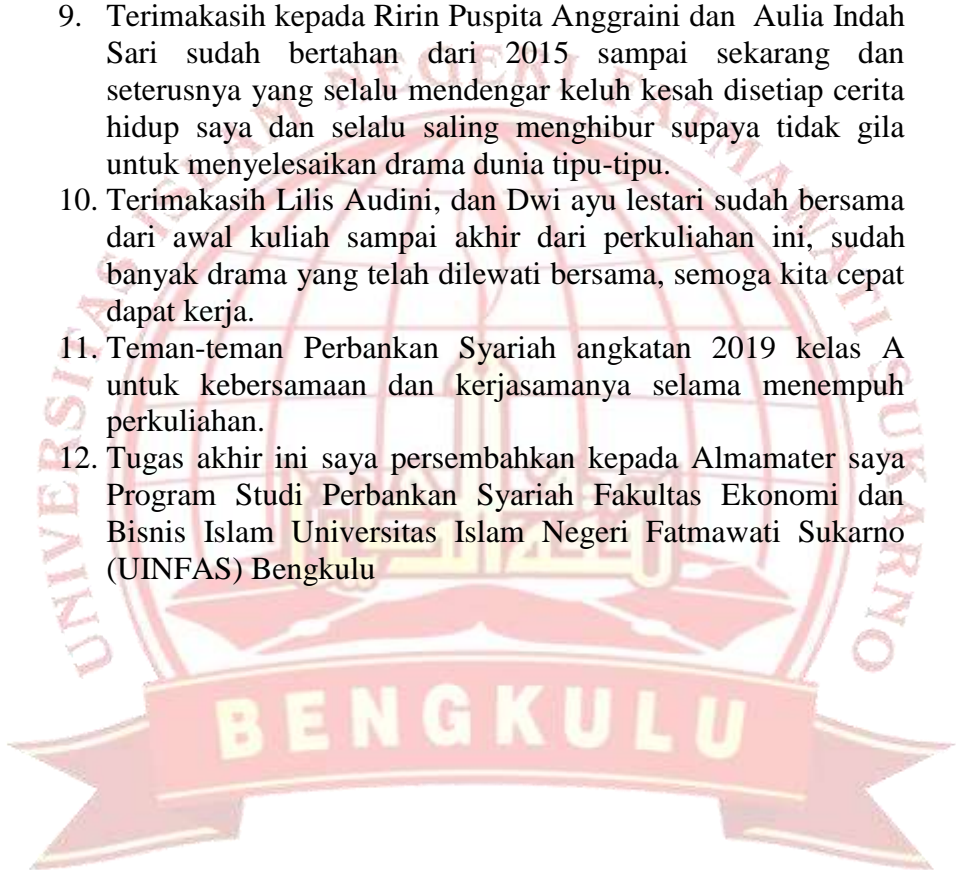 9. Terimakasih kepada Ririn Puspita Anggraini dan Aulia Indah
Sari sudah bertahan dari 2015 sampai sekarang dan
seterusnya yang selalu mendengar keluh kesah disetiap cerita
hidup saya dan selalu saling menghibur supaya tidak gila
untuk menyelesaikan drama dunia tipu-tipu.
10. Terimakasih Lilis Audini, dan Dwi ayu lestari sudah bersama
dari awal kuliah sampai akhir dari perkuliahan ini, sudah
banyak drama yang telah dilewati bersama, semoga kita cepat
dapat kerja.
11. Teman-teman Perbankan Syariah angkatan 2019 kelas A
untuk kebersamaan dan kerjasamanya selama menempuh
perkuliahan.
12. Tugas akhir ini saya persembahkan kepada Almamater saya
Program Studi Perbankan Syariah Fakultas Ekonomi dan
Bisnis Islam Universitas Islam Negeri Fatmawati Sukarno
(UINFAS) Bengkulu
UNIVERSITAS ISLAM NEGERI FATMAWATI SUKARNO
BENGKULU